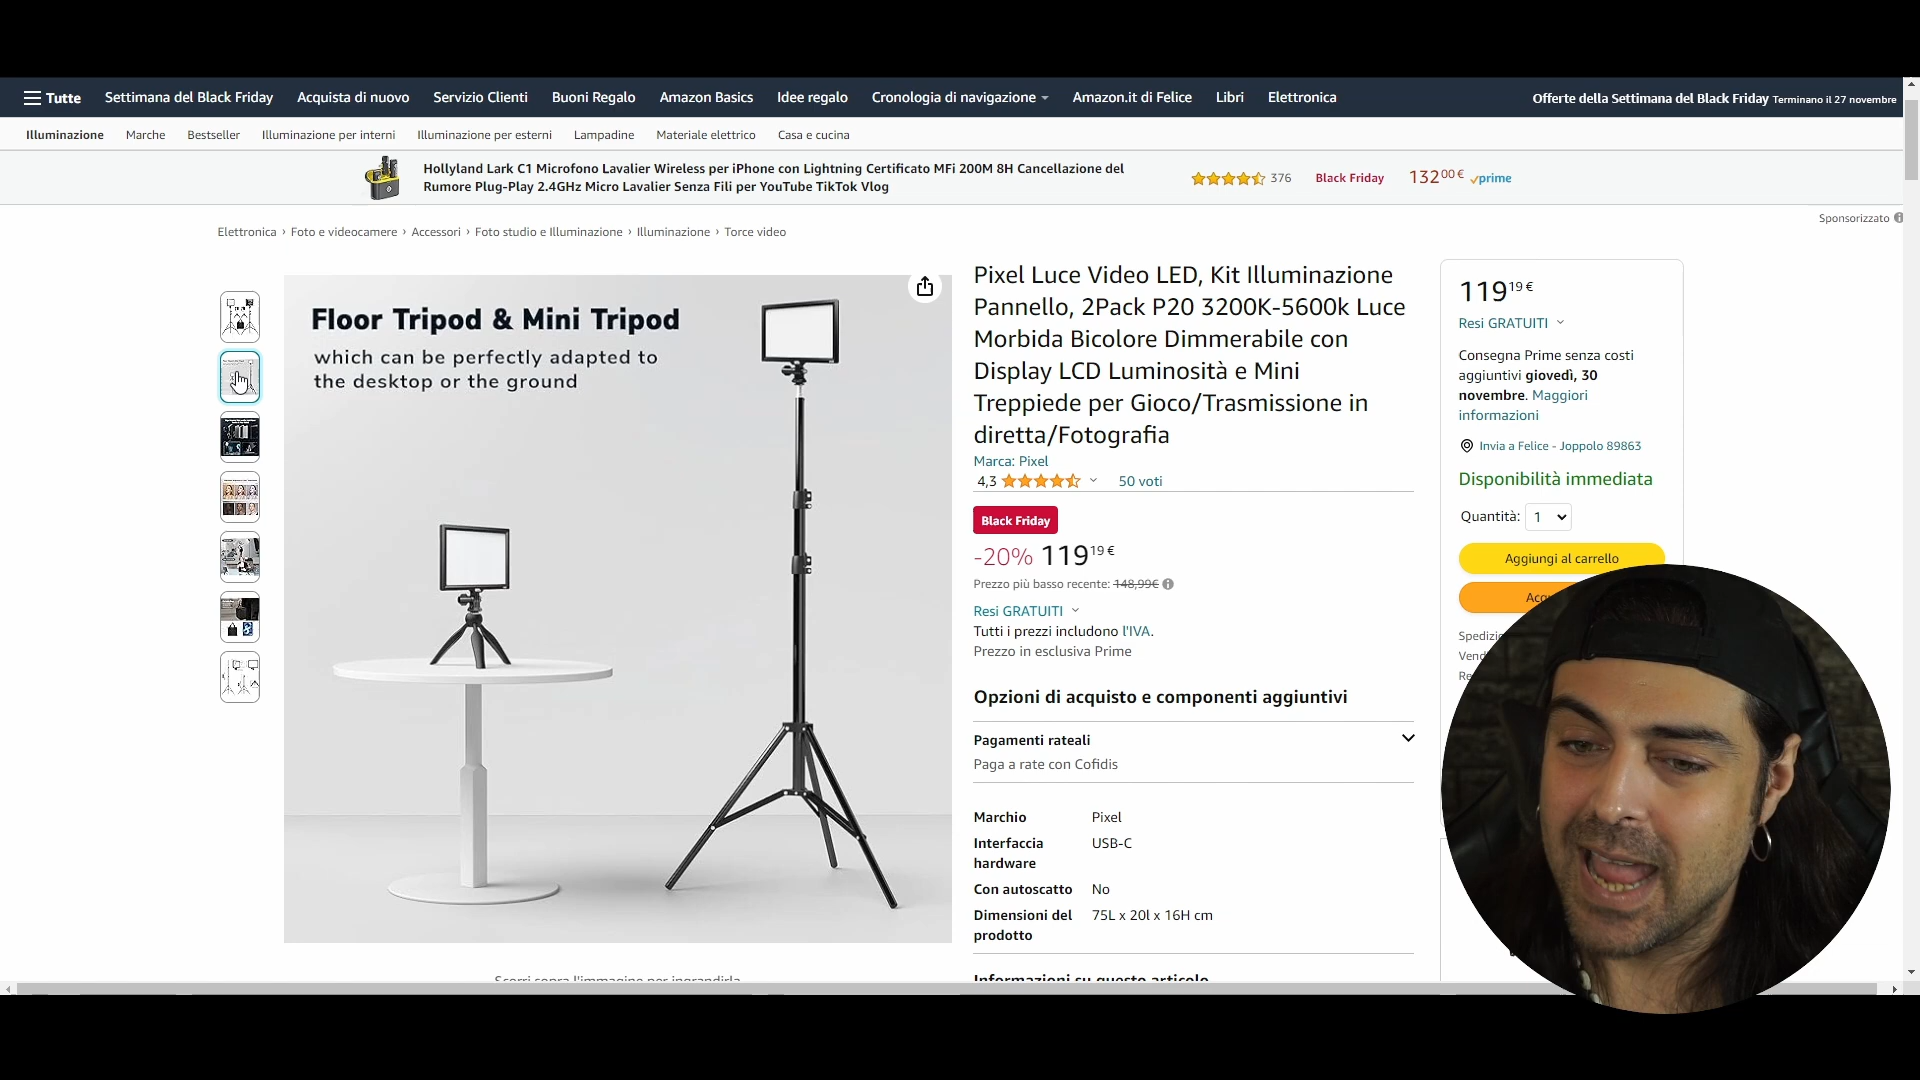 Tutte Settimana del Black Friday Acquista di nuovo Servizio Clienti Buoni Regalo Amazon Basics Idee regalo Cronologia di navigazione Amazon.it di Felice Libri Elettronica Offerte della Settimana del Black Friday Terminano il 27 novembre
Illuminazione Marche Bestseller Illuminazione per interni Illuminazione per esterni Lampadine Materiale elettrico Casa e cucina
Hollyland Lark C1 Microfono Lavalier Wireless per iPhone con Lightning Certificato MFi 200M 8H Cancellazione del
Rumore Plug-Play 2.4GHz Micro Lavalier Senza Fili per YouTube TikTok Vlog
376 Black Friday 132,00 € prime
Sponsorizzato
Elettronica › Foto e videocamere › Accessori › Foto studio e Illuminazione › Illuminazione › Torce video
Floor Tripod & Mini Tripod
which can be perfectly adapted to
the desktop or the ground
Pixel Luce Video LED, Kit Illuminazione
Pannello, 2Pack P20 3200K-5600k Luce
Morbida Bicolore Dimmerabile con
Display LCD Luminosità e Mini
Treppiede per Gioco/Trasmissione in
diretta/Fotografia
Marca: Pixel
4,3 50 voti
Black Friday
-20% 119 19 €
Prezzo più basso recente: 148,99€
Resi GRATUITI
Tutti i prezzi includono l'IVA.
Prezzo in esclusiva Prime
Opzioni di acquisto e componenti aggiuntivi
Pagamenti rateali
Paga a rate con Cofidis
Marchio Pixel
Interfaccia hardware USB-C
Con autoscatto No
Dimensioni del prodotto 75L x 20l x 16H cm
Informazioni su questo articolo
Scorri sopra l'immagine per ingrandirla
119 19 €
Resi GRATUITI
Consegna Prime senza costi
aggiuntivi giovedì, 30
novembre. Maggiori
informazioni
Invia a Felice - Joppolo 89863
Disponibilità immediata
Quantità: 1
Aggiungi al carrello